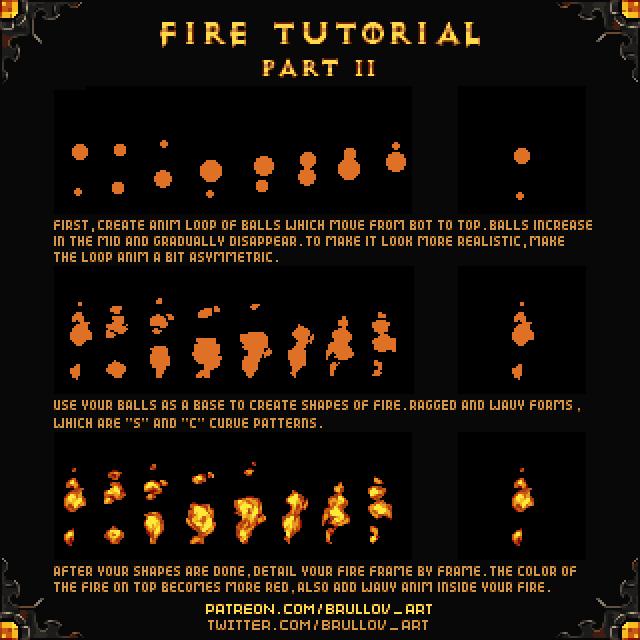 FIRE TUTORIAL
PART II
FIRST,CREATE ANIM LOOP OF BALLS WHICH MOVE FROM BOT TO TOP.BALLS INCREASE
IN THE MID AND GRADUALLY DISAPPEAR.TO MAKE IT LOOK MORE REALISTIC,MAKE
THE LOOP ANIM A BIT ASYMMETRIC.
USE YOUR BALLS AS A BASE TO CREATE SHAPES OF FIRE.RAGGED AND WAVY FORMS,
WHICH ARE "S" AND "C" CURVE PATTERNS.
AFTER YOUR SHAPES ARE DONE,DETAIL YOUR FIRE FRAME BY FRAME.THE COLOR OF
THE FIRE ON TOP BECOMES MORE RED,ALSO ADD WAVY ANIM INSIDE YOUR FIRE.
PATREON.COM/BRULLOV_ART
TWITTER.COM/BRULLOV_ART